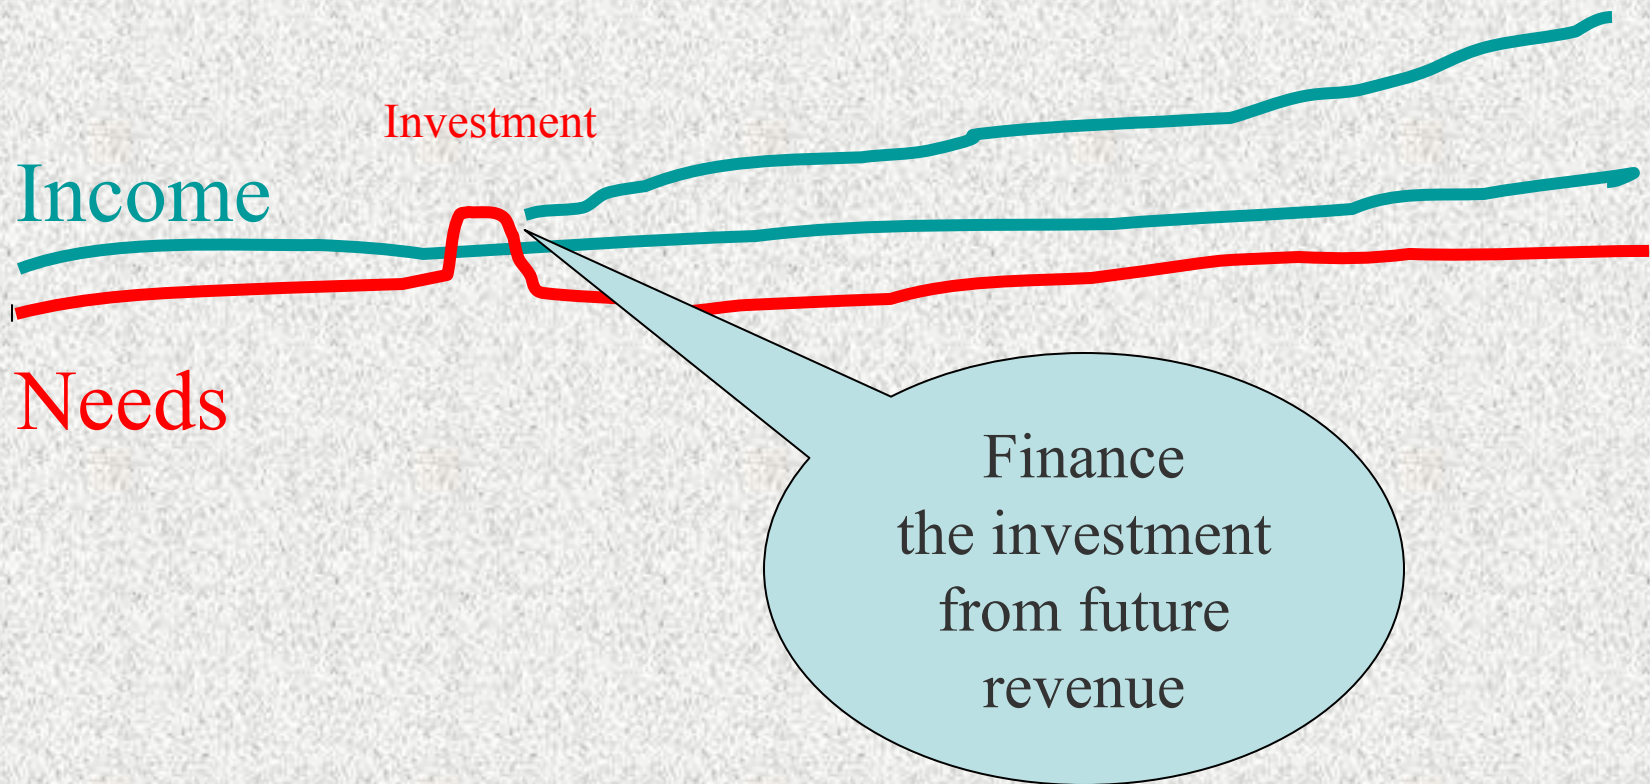 Investment
Income
Needs
Finance
the investment
from future
revenue